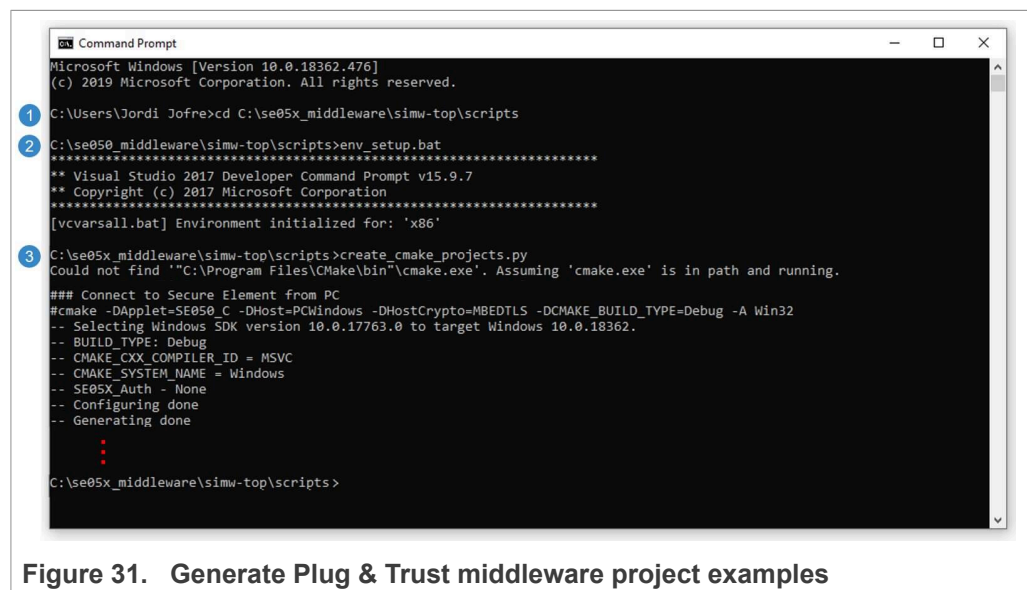 Command Prompt
Microsoft Windows [Version 10.0.18362.476]
(c) 2019 Microsoft Corporation. All rights reserved.
1 C:\Users\Jordi Jofre>cd C:\se05x_middleware\simw-top\scripts
2 C:\se050_middleware\simw-top\scripts>env_setup.bat
**********************************************************************
** Visual Studio 2017 Developer Command Prompt v15.9.7
** Copyright (c) 2017 Microsoft Corporation
**********************************************************************
[vcvarsall.bat] Environment initialized for: 'x86'
3 C:\se05x_middleware\simw-top\scripts>create_cmake_projects.py
Could not find '"C:\Program Files\CMake\bin"\cmake.exe'. Assuming 'cmake.exe' is in path and running.
### Connect to Secure Element from PC
#cmake -DApplet=SE050_C -DHost=PCWindows -DHostCrypto=MBEDTLS -DCMAKE_BUILD_TYPE=Debug -A Win32
-- Selecting Windows SDK version 10.0.17763.0 to target Windows 10.0.18362.
-- BUILD_TYPE: Debug
-- CMAKE_CXX_COMPILER_ID = MSVC
-- CMAKE_SYSTEM_NAME = Windows
-- SE05X_Auth - None
-- Configuring done
-- Generating done
C:\se05x_middleware\simw-top\scripts>
Figure 31. Generate Plug & Trust middleware project examples